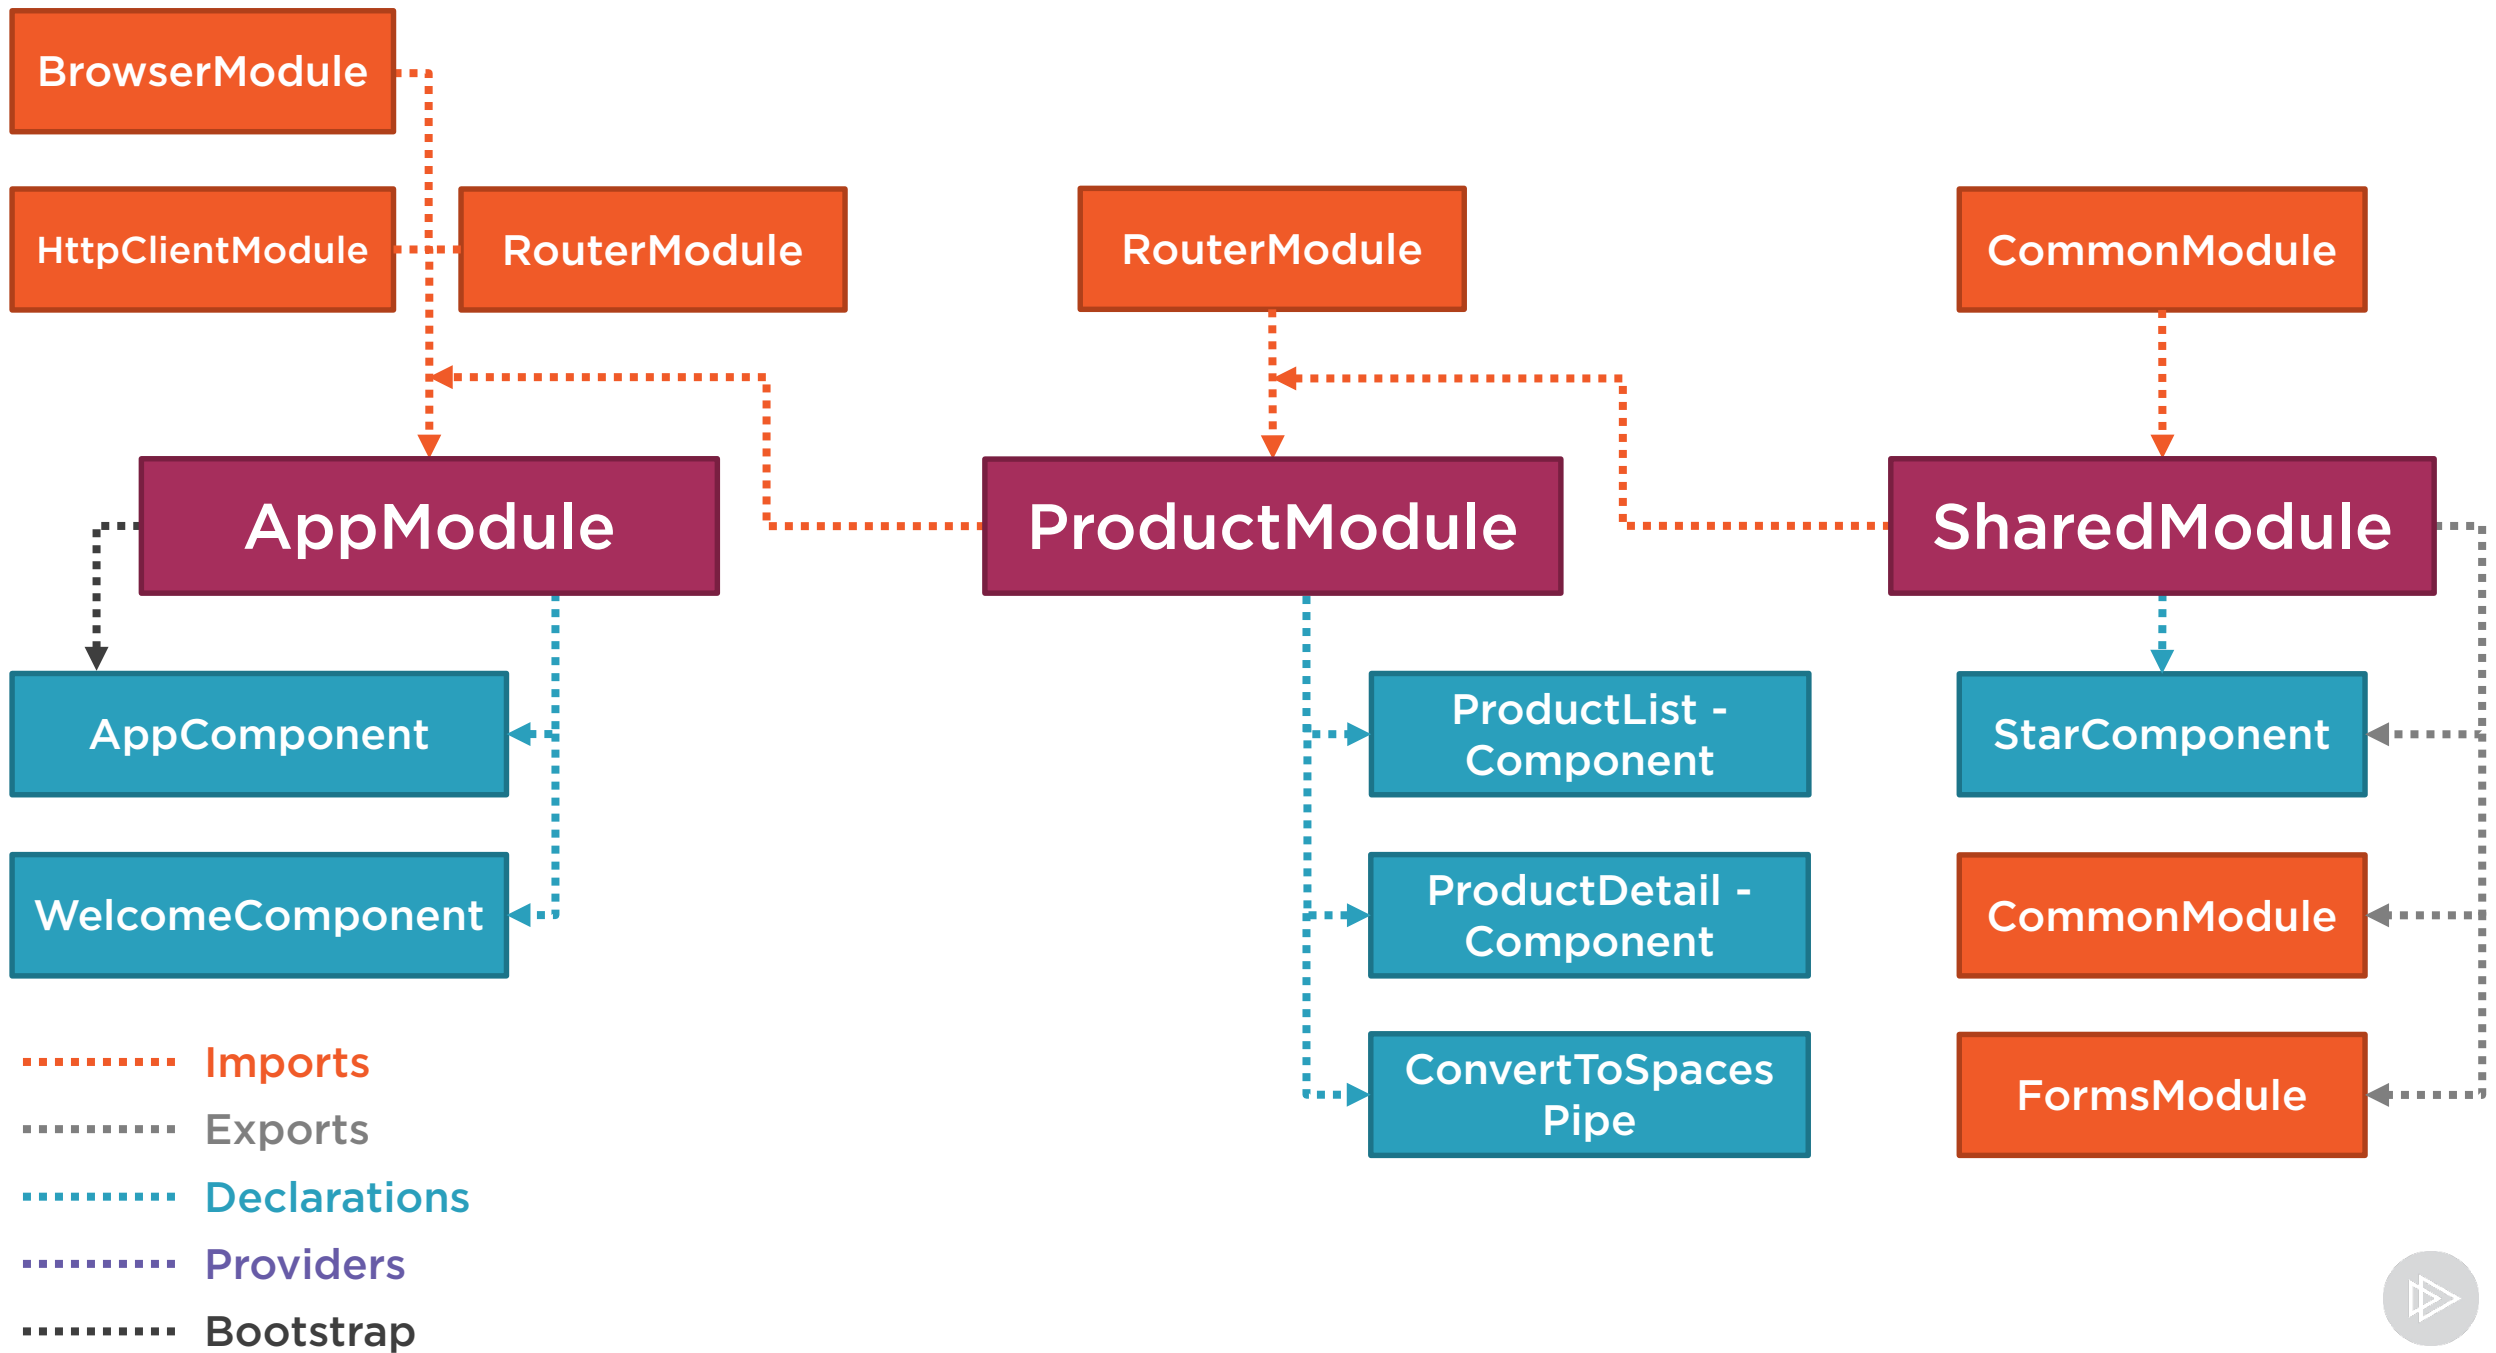 BrowserModule
HttpClientModule
RouterModule
RouterModule
CommonModule
AppModule
ProductModule
SharedModule
AppComponent
ProductList -
Component
StarComponent
WelcomeComponent
ProductDetail -
Component
CommonModule
ConvertToSpaces
Pipe
FormsModule
Imports
Exports
Declarations
Providers
Bootstrap